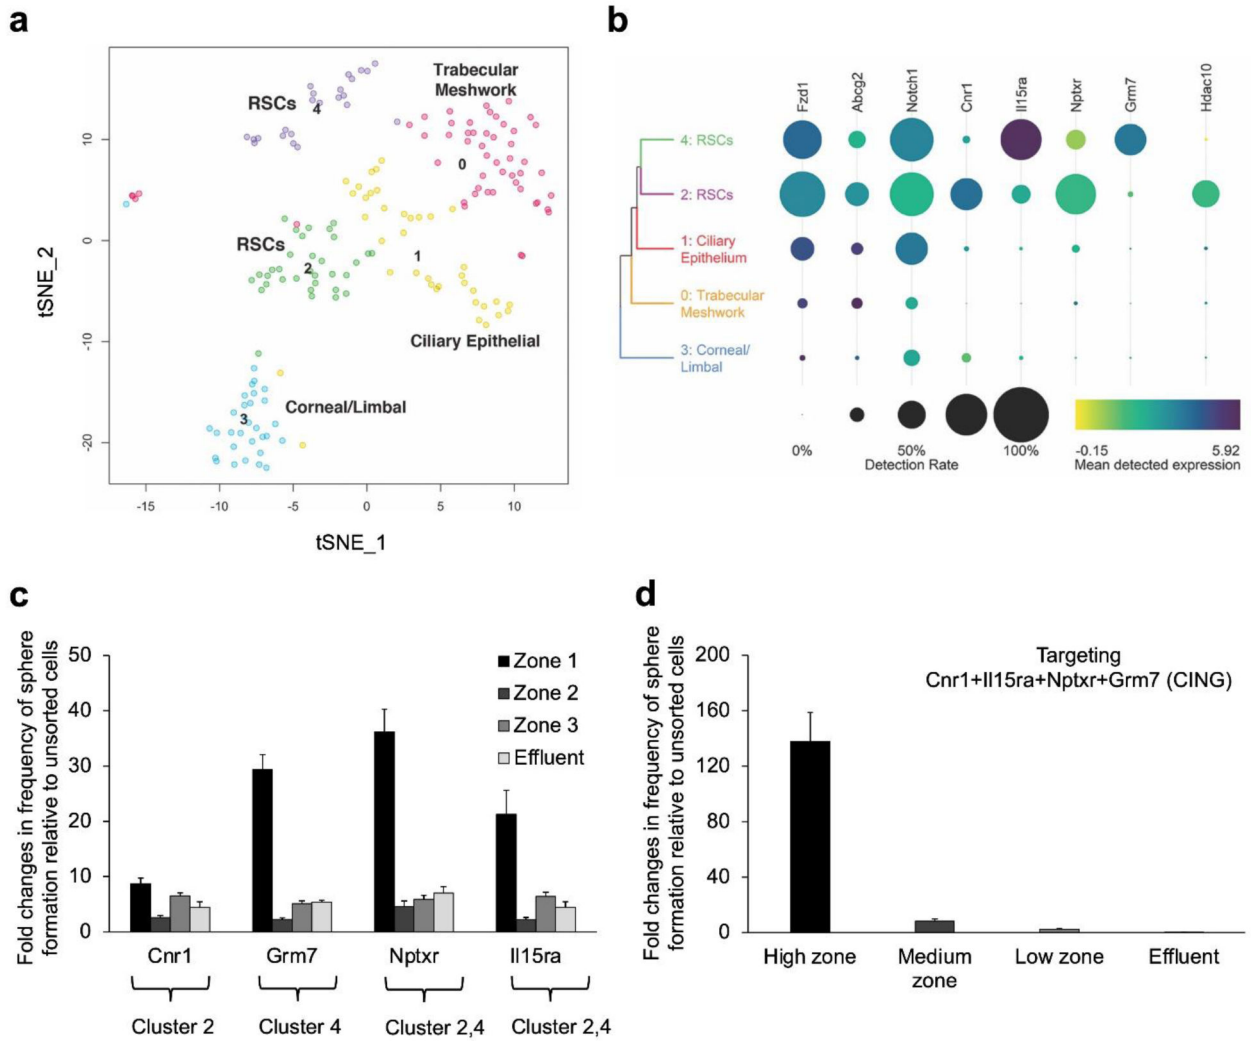 a
Trabecular
Meshwork
RSCs
4
0
RSCs
2
1
Ciliary Epithelial
Corneal/Limbal
3
10
0
-10
-20
tSNE_2
-15
-10
-5
0
5
10
tSNE_1
b
Fzd1
Abcg2
Notch1
Cnr1
Il15ra
Nptxr
Grm7
Hdac10
4: RSCs
2: RSCs
1: Ciliary
Epithelium
0: Trabecular
Meshwork
3: Corneal/
Limbal
0%
50%
100%
Detection Rate
-0.15
5.92
Mean detected expression
c
Fold changes in frequency of sphere
formation relative to unsorted cells
50
40
30
20
10
0
Zone 1
Zone 2
Zone 3
Effluent
Cnr1
Grm7
Nptxr
Il15ra
Cluster 2
Cluster 4
Cluster 2,4
Cluster 2,4
d
Fold changes in frequency of sphere
formation relative to unsorted cells
200
160
120
80
40
0
Targeting
Cnr1+Il15ra+Nptxr+Grm7 (CING)
High zone
Medium
zone
Low zone
Effluent